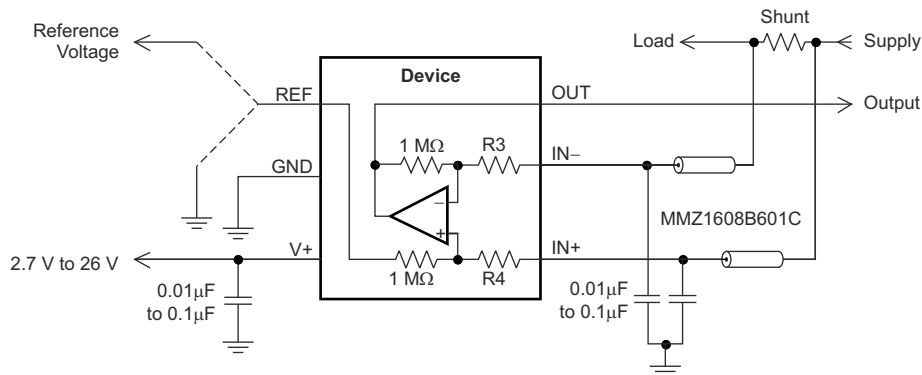 Shunt
Reference
Voltage
Load
Supply
Device
REF
OUT
Output
1 MΩ
R3
IN−
GND
−
MMZ1608B601C
+
V+
IN+
2.7 V to 26 V
1 MΩ
R4
0.01µF
to 0.1µF
0.01µF
to 0.1µF